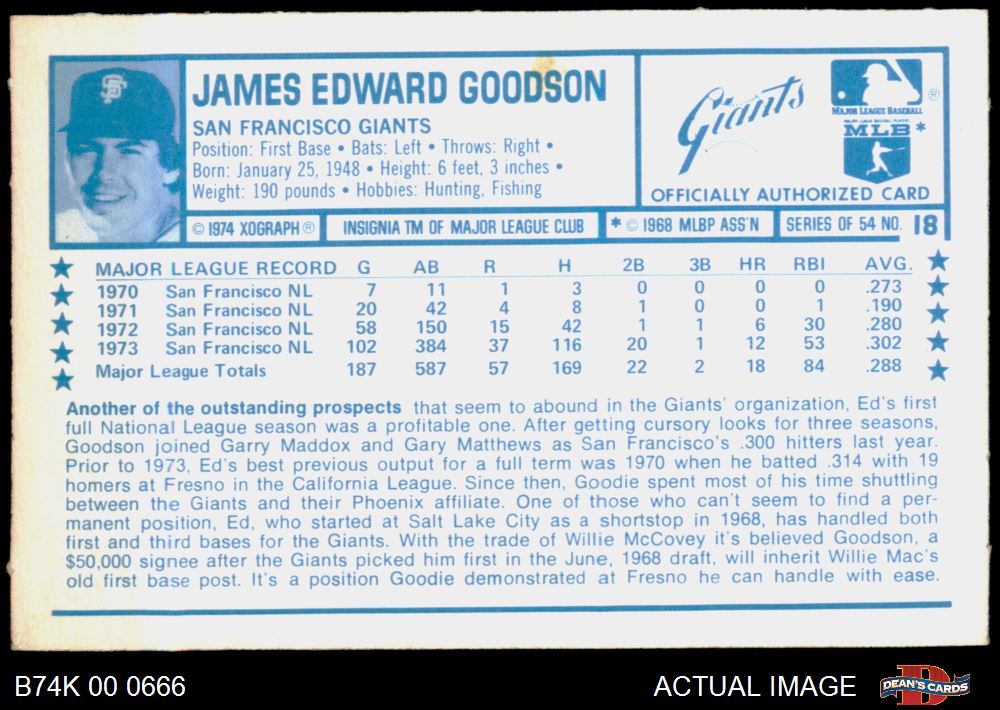 SF
JAMES EDWARD GOODSON
SAN FRANCISCO GIANTS
Position: First Base • Bats: Left • Throws: Right •
Born: January 25, 1948 • Height: 6 feet, 3 inches •
Weight: 190 pounds • Hobbies: Hunting, Fishing
Giants
®
MAJOR LEAGUE BASEBALL
MAJOR LEAGUE BASEBALL PLAYERS
MLB*
OFFICIALLY AUTHORIZED CARD
© 1974 XOGRAPH ® INSIGNIA TM OF MAJOR LEAGUE CLUB * © 1968 MLBP ASS'N SERIES OF 54 NO. 18
MAJOR LEAGUE RECORD G AB R H 2B 3B HR RBI AVG.
1970 San Francisco NL 7 11 1 3 0 0 0 0 .273
1971 San Francisco NL 20 42 4 8 1 0 0 1 .190
1972 San Francisco NL 58 150 15 42 1 1 6 30 .280
1973 San Francisco NL 102 384 37 116 20 1 12 53 .302
Major League Totals 187 587 57 169 22 2 18 84 .288
Another of the outstanding prospects that seem to abound in the Giants' organization, Ed's first
full National League season was a profitable one. After getting cursory looks for three seasons,
Goodson joined Garry Maddox and Gary Matthews as San Francisco's .300 hitters last year.
Prior to 1973, Ed's best previous output for a full term was 1970 when he batted .314 with 19
homers at Fresno in the California League. Since then, Goodie spent most of his time shuttling
between the Giants and their Phoenix affiliate. One of those who can't seem to find a per-
manent position, Ed, who started at Salt Lake City as a shortstop in 1968, has handled both
first and third bases for the Giants. With the trade of Willie McCovey it's believed Goodson, a
$50,000 signee after the Giants picked him first in the June, 1968 draft, will inherit Willie Mac's
old first base post. It's a position Goodie demonstrated at Fresno he can handle with ease.
B74K 00 0666
ACTUAL IMAGE
DEAN'S CARDS